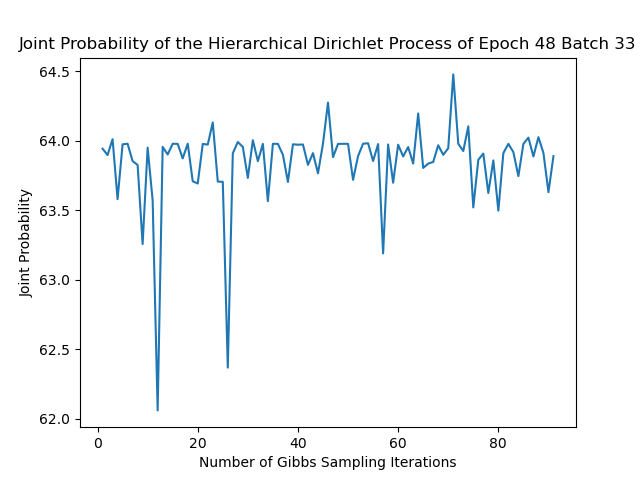 Joint Probability of the Hierarchical Dirichlet Process of Epoch 48 Batch 33
64.5
64.0
63.5
63.0
62.5
62.0
Joint Probability
0 20 40 60 80
Number of Gibbs Sampling Iterations